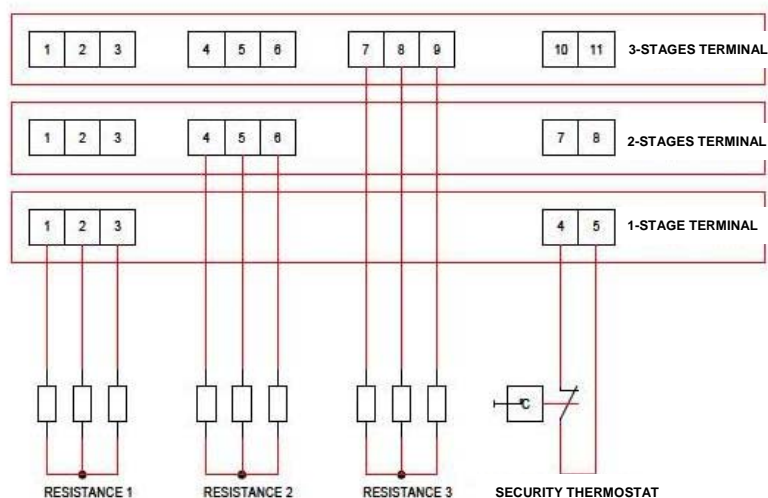 1 2 3 4 5 6 7 8 9 10 11 3-STAGES TERMINAL
1 2 3 4 5 6 7 8 2-STAGES TERMINAL
1 2 3 4 5 1-STAGE TERMINAL
°C
RESISTANCE 1 RESISTANCE 2 RESISTANCE 3 SECURITY THERMOSTAT